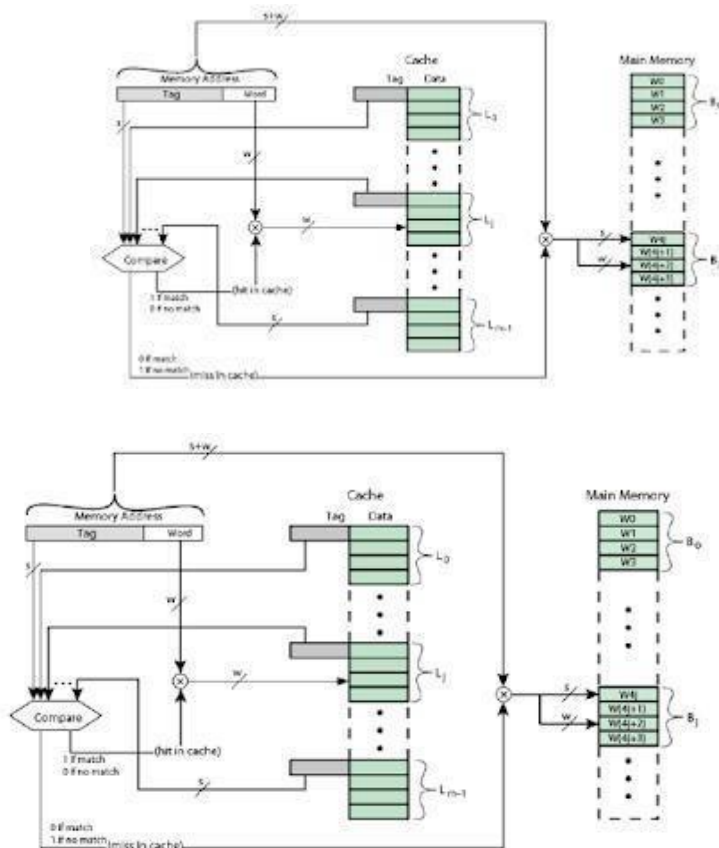 s+w
Cache
Main Memory
Memory Address
Tag Data
Tag Word
W0
W1
W2
W3
L0
B
s
w
Lj
w
s
W4j
W(4j+1)
W(4j+2)
W(4j+3)
w
B
Compare
(hit in cache)
1 if match
0 if no match
s
Lm-1
0 if match
1 if no match (miss in cache)
s+w
Cache
Main Memory
Memory Address
Tag Data
Tag Word
W0
W1
W2
W3
L0
B0
s
w
Lj
w
s
W4j
W(4j+1)
W(4j+2)
W(4j+3)
w
Bj
Compare
(hit in cache)
1 if match
0 if no match
s
Lm-1
0 if match
1 if no match (miss in cache)